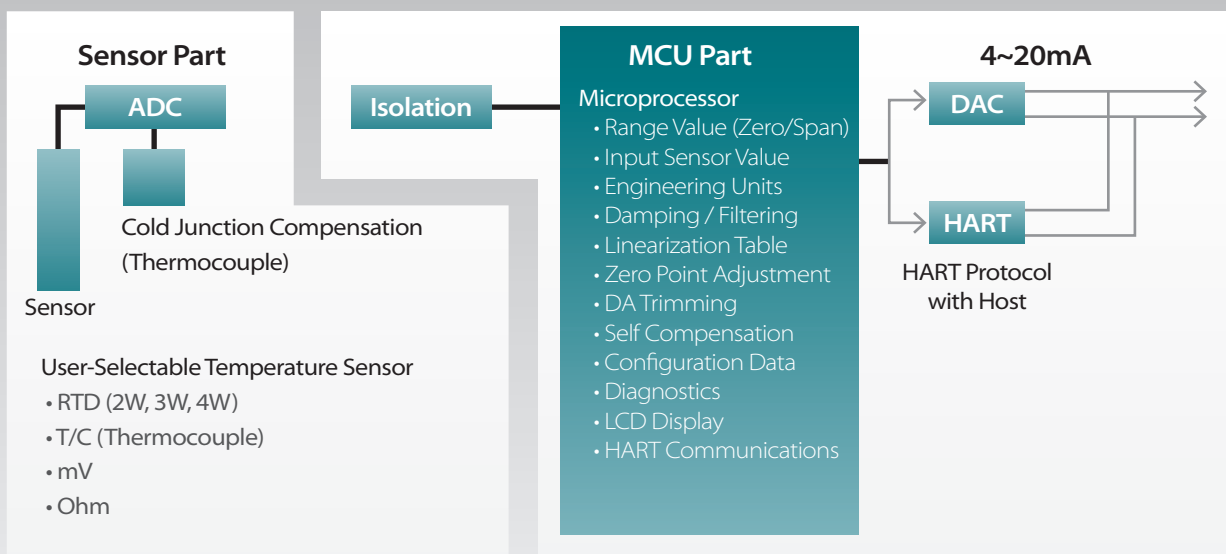 Sensor Part
ADC
Cold Junction Compensation
(Thermocouple)
Sensor
User-Selectable Temperature Sensor
• RTD (2W, 3W, 4W)
• T/C (Thermocouple)
• mV
• Ohm
Isolation
MCU Part
Microprocessor
• Range Value (Zero/Span)
• Input Sensor Value
• Engineering Units
• Damping / Filtering
• Linearization Table
• Zero Point Adjustment
• DA Trimming
• Self Compensation
• Configuration Data
• Diagnostics
• LCD Display
• HART Communications
4~20mA
DAC
HART
HART Protocol
with Host